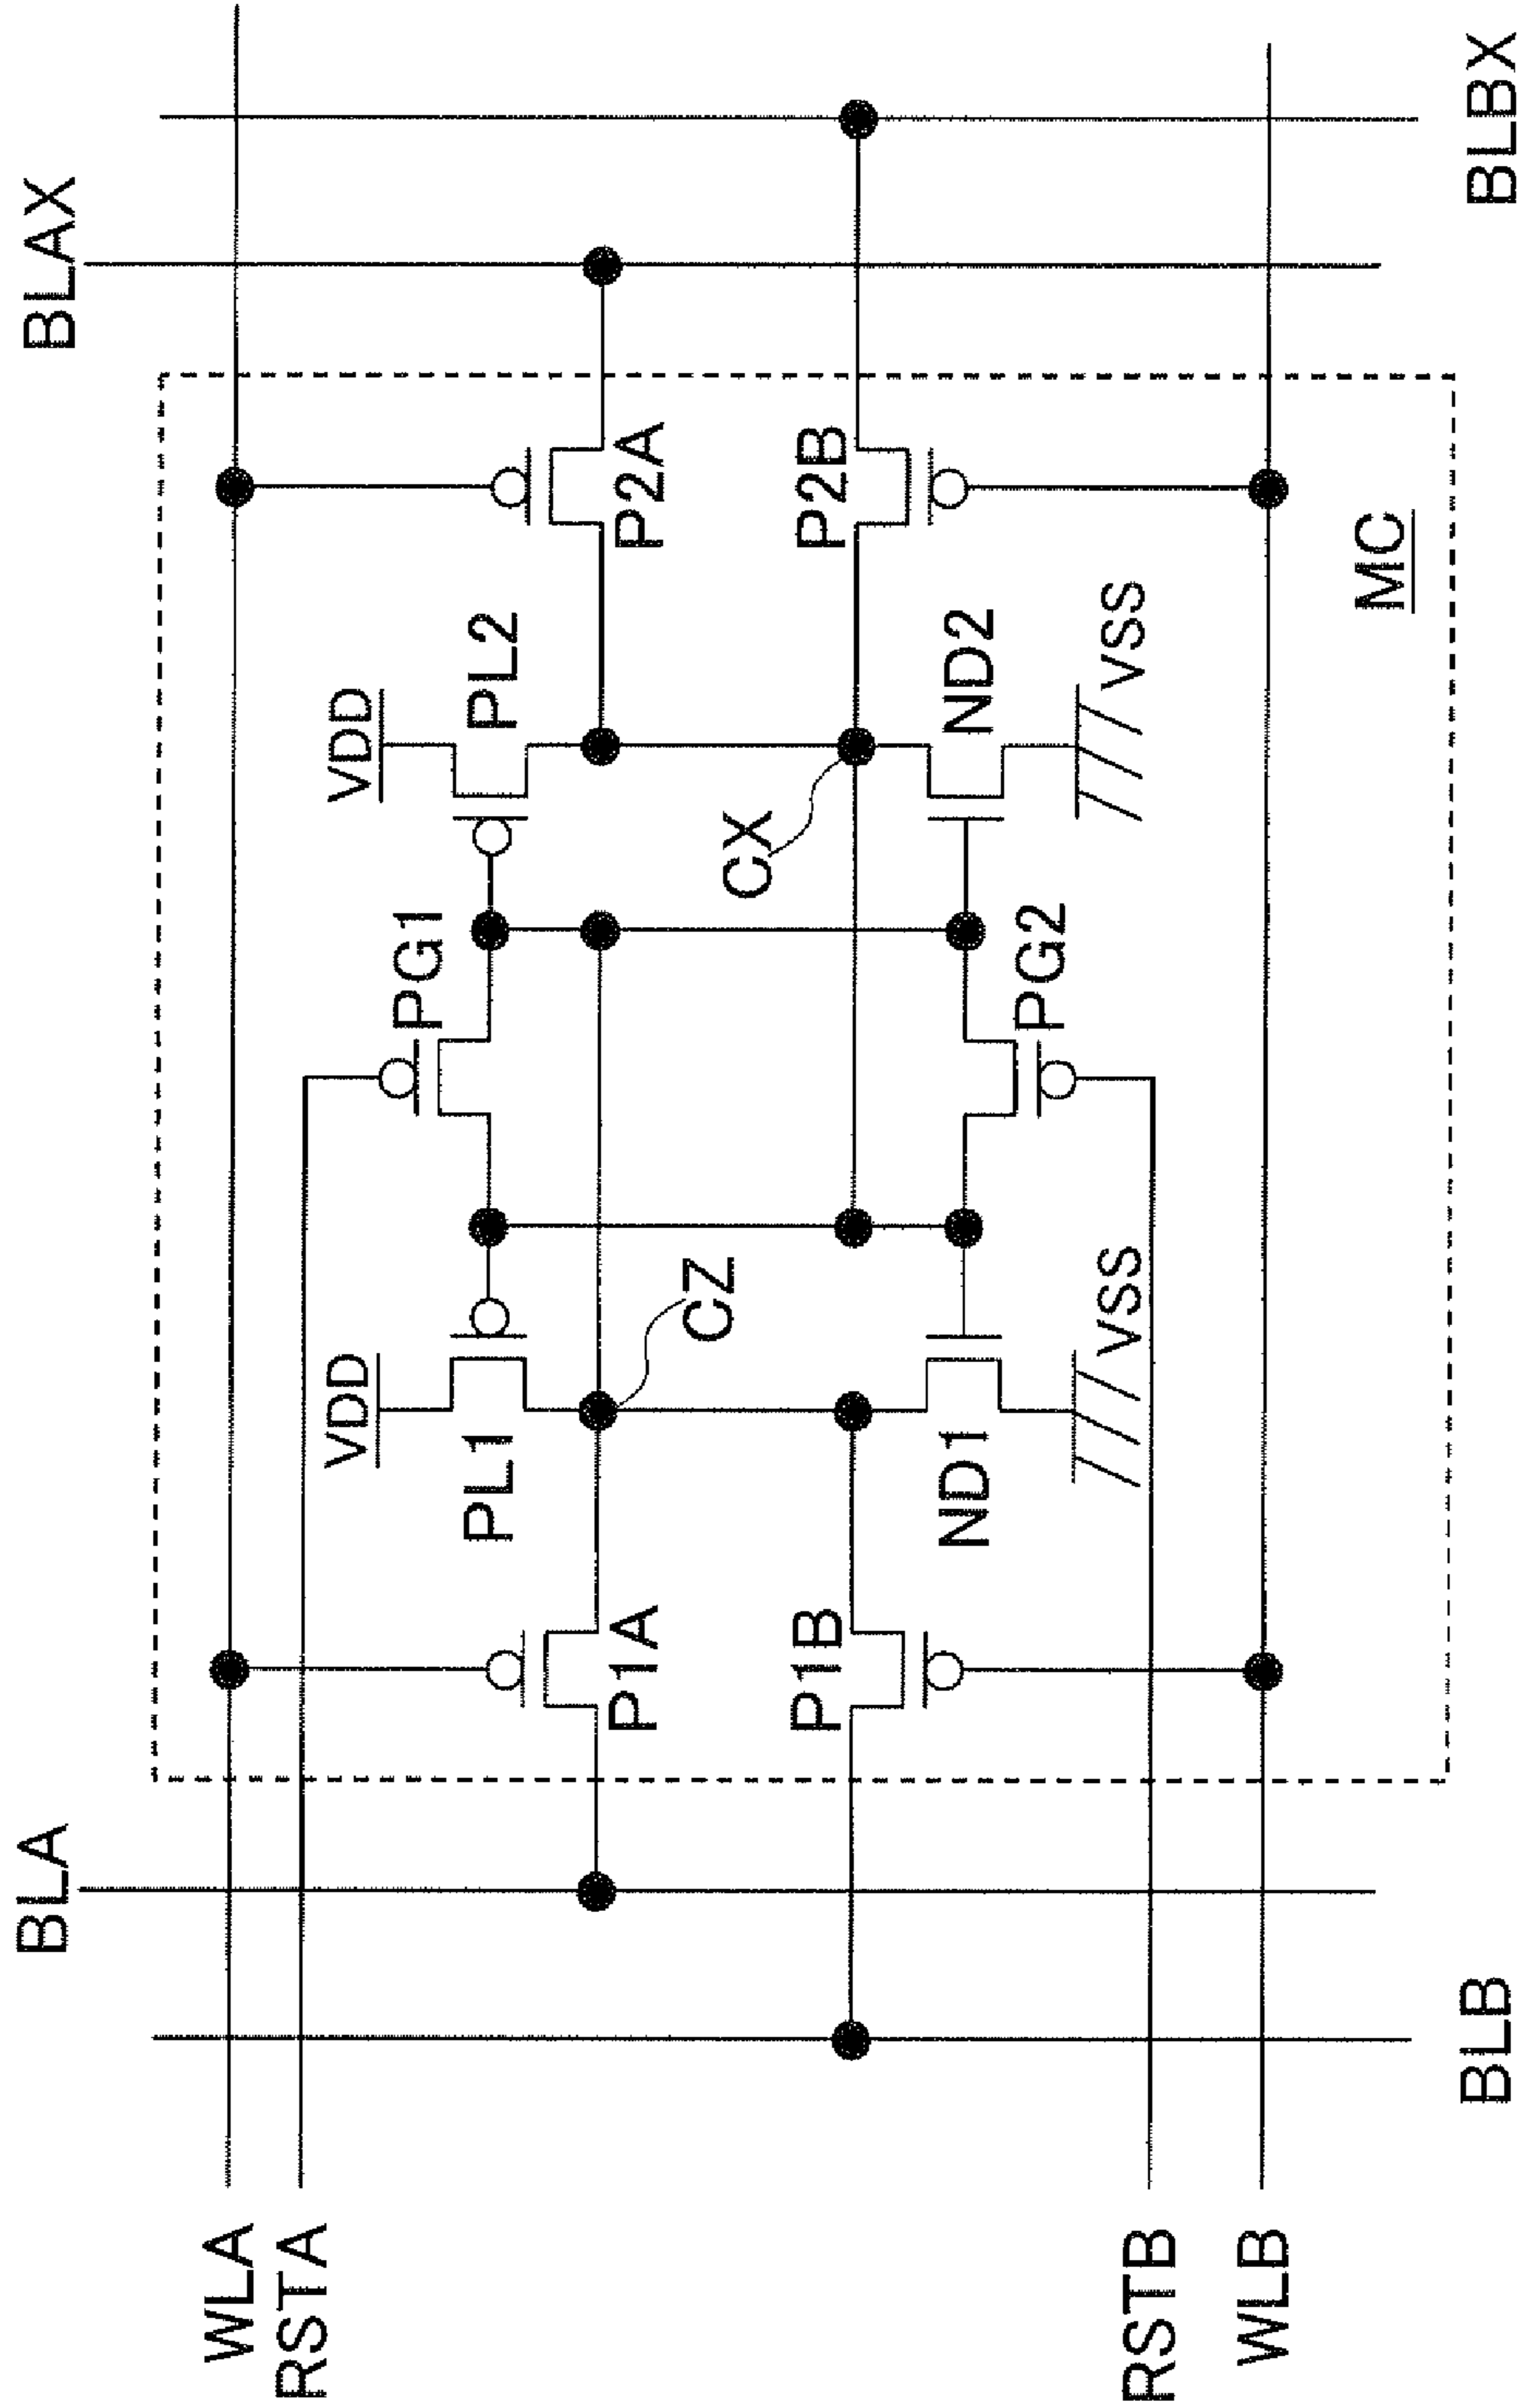 BLA
BLAX
WLA
RSTA
VDD
PG1
VDD
PL1
PL2
P1A
P2A
CZ
CX
P1B
P2B
ND1
ND2
PG2
VSS
VSS
RSTB
WLB
MC
BLB
BLBX